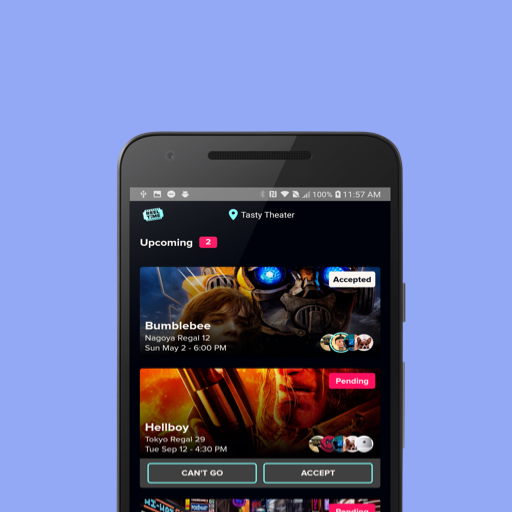 100% 11:57 AM
REEL
TIME
Tasty Theater
Upcoming 2
Accepted
Bumblebee
Nagoya Regal 12
Sun May 2 - 6:00 PM
Pending
Hellboy
Tokyo Regal 29
Tue Sep 12 - 4:30 PM
CAN'T GO ACCEPT
Pending